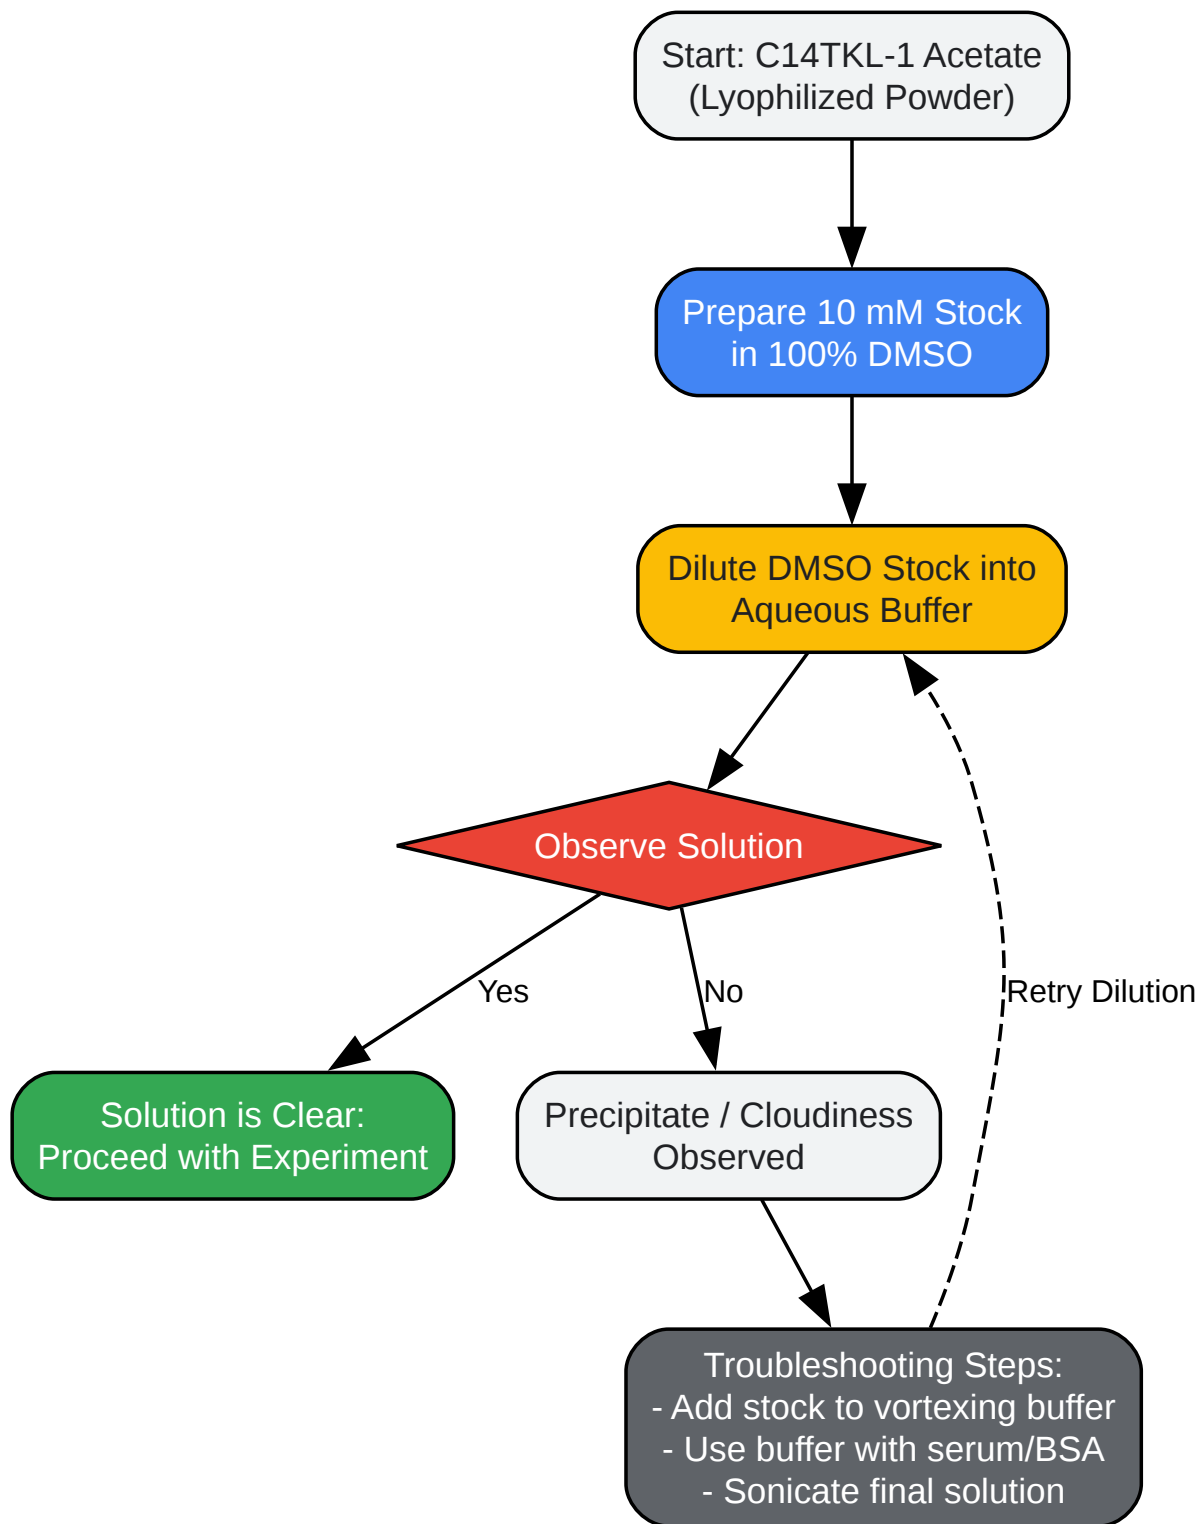 Start: C14TKL-1 Acetate
(Lyophilized Powder)
Prepare 10 mM Stock
in 100% DMSO
Dilute DMSO Stock into
Aqueous Buffer
Observe Solution
Yes
No
Retry Dilution
Solution is Clear:
Proceed with Experiment
Precipitate / Cloudiness
Observed
Troubleshooting Steps:
- Add stock to vortexing buffer
- Use buffer with serum/BSA
- Sonicate final solution